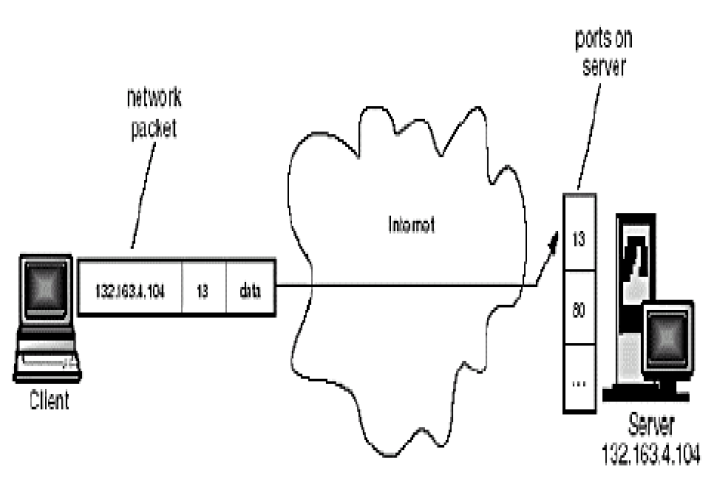 ports on
server
network
packet
Internet
132.163.4.104 13 data
13
80
...
Client
Server
132.163.4.104